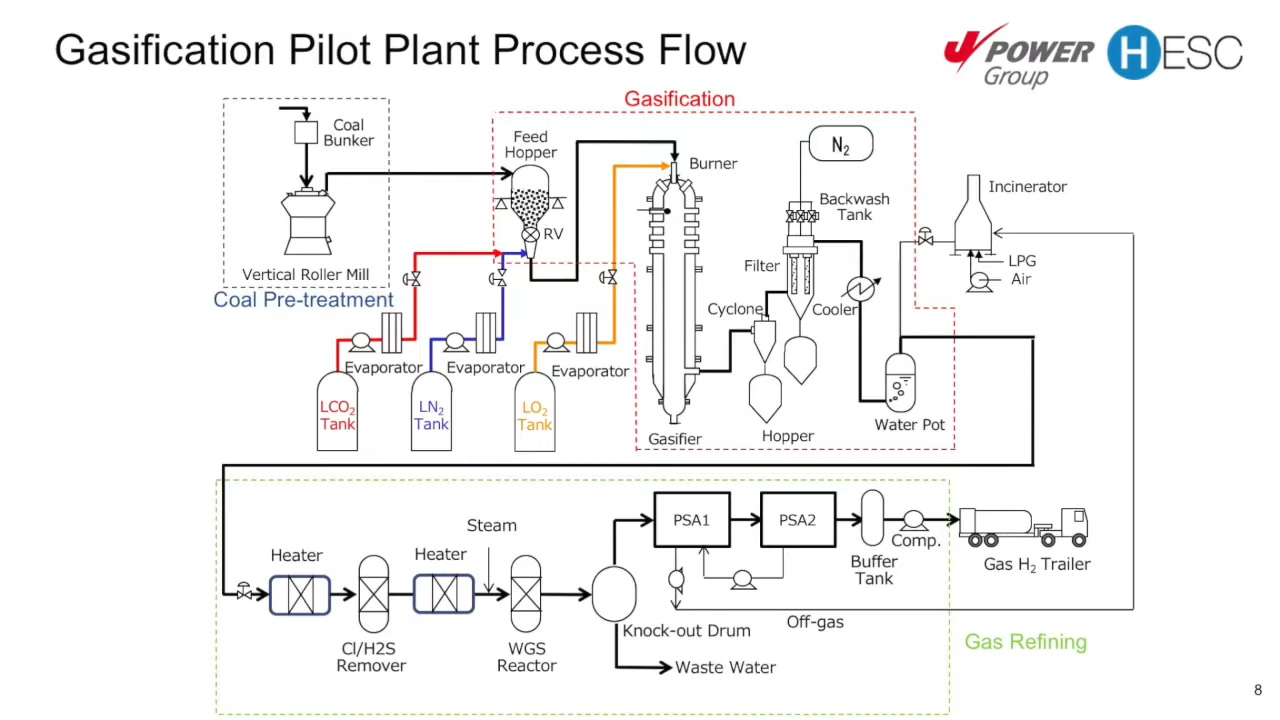 Gasification Pilot Plant Process Flow
J POWER
Group
HESC
Gasification
Coal
Bunker
Feed
Hopper
N₂
Burner
Backwash
Tank
Incinerator
RV
Filter
LPG
Air
Vertical Roller Mill
Coal Pre-treatment
Cyclone
Cooler
Evaporator
Evaporator
Evaporator
LCO₂
Tank
LN₂
Tank
LO₂
Tank
Gasifier
Hopper
Water Pot
PSA1
PSA2
Steam
Comp.
Heater
Heater
Buffer
Tank
Gas H₂ Trailer
Off-gas
Knock-out Drum
Gas Refining
Cl/H2S
Remover
WGS
Reactor
Waste Water
8